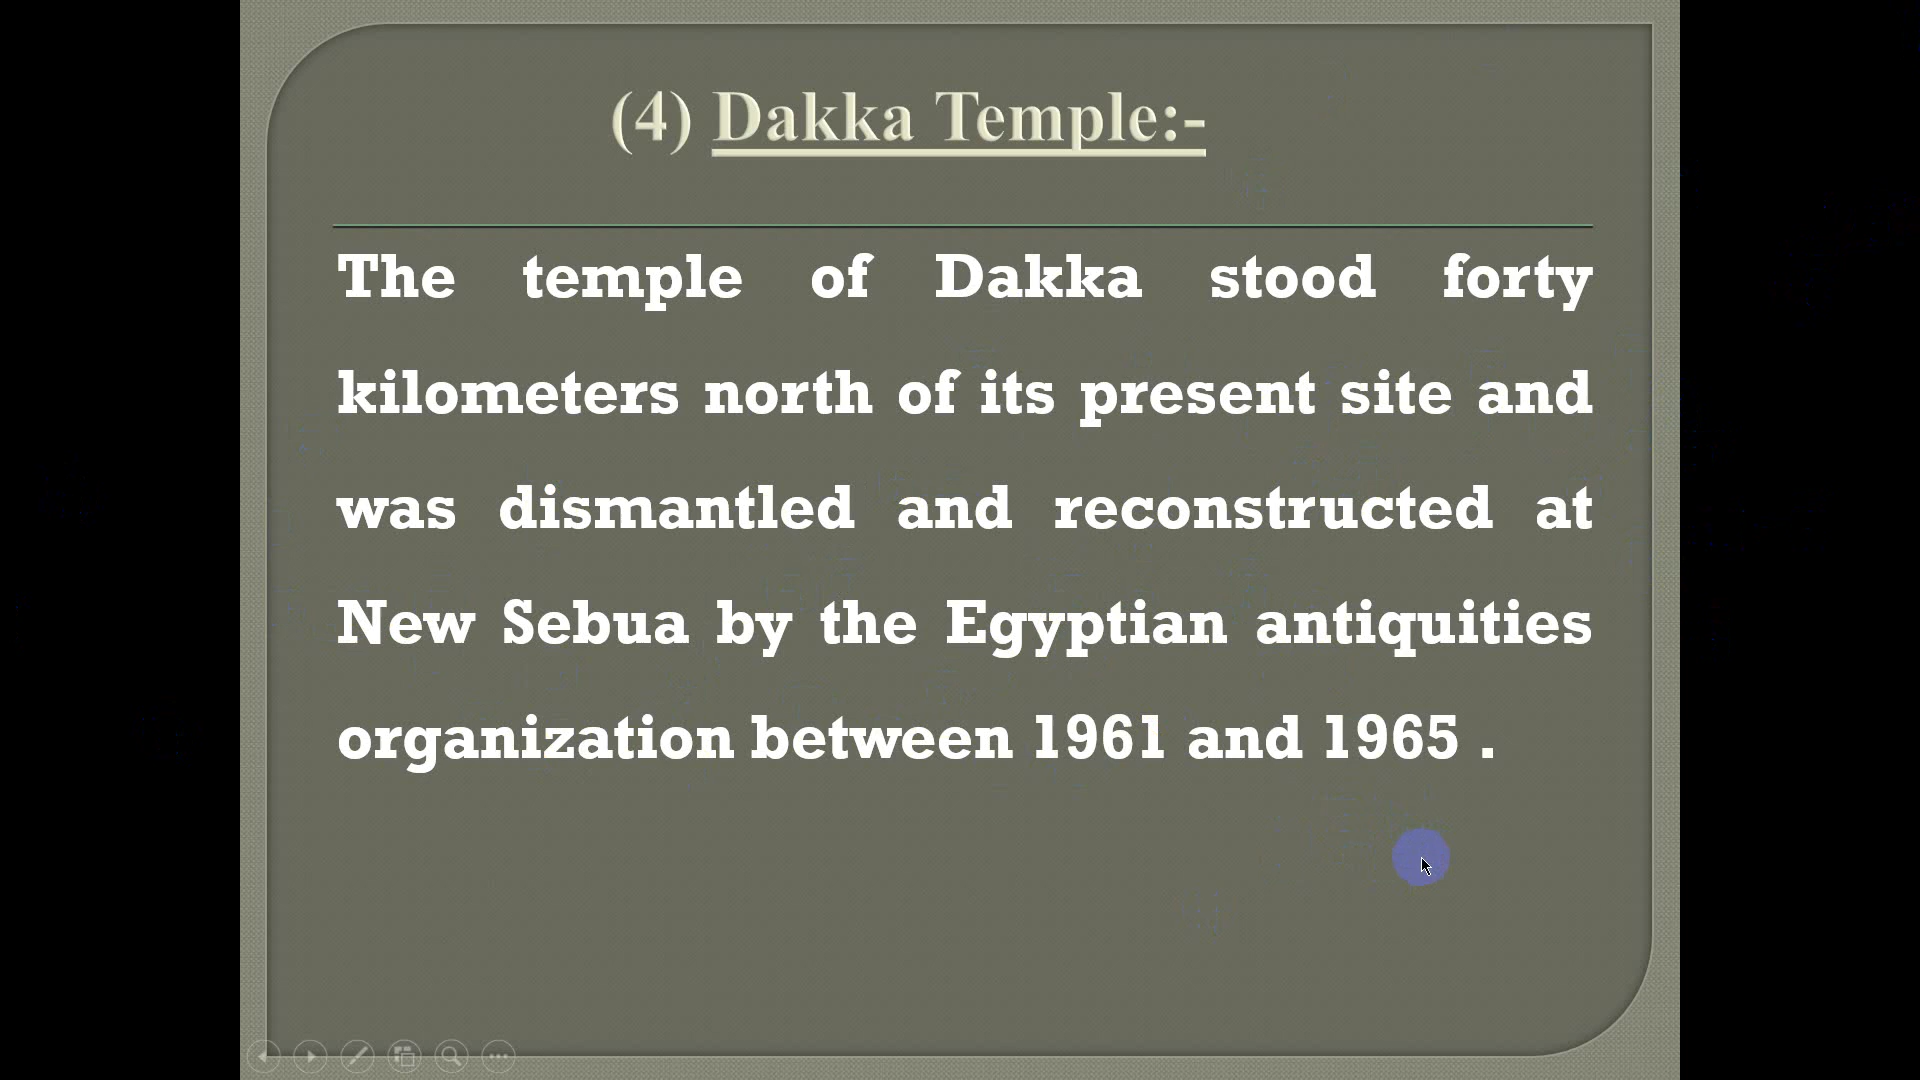 (4) Dakka Temple:-
The temple of Dakka stood forty
kilometers north of its present site and
was dismantled and reconstructed at
New Sebua by the Egyptian antiquities
organization between 1961 and 1965 .